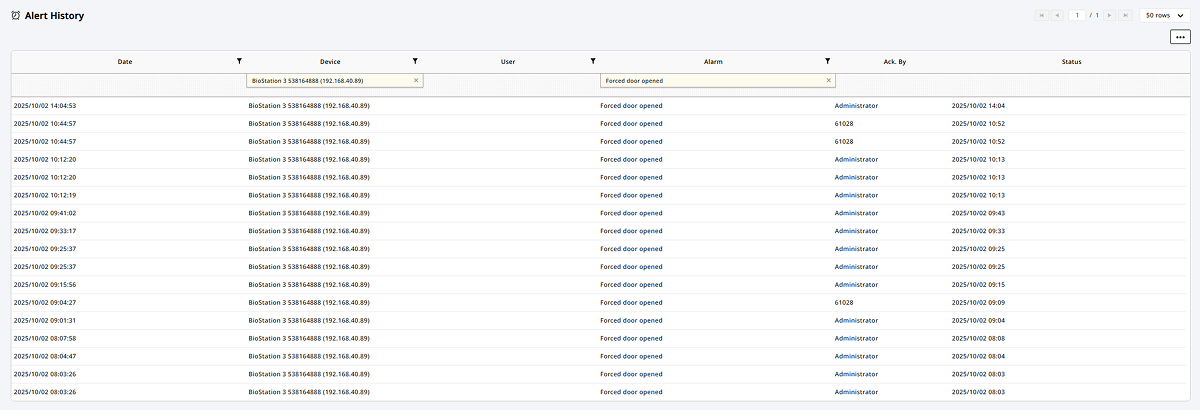 Alert History
1 / 1 50 rows
Date Device User Alarm Ack. By Status
BioStation 3 538164888 (192.168.40.89) Forced door opened
2025/10/02 14:04:53 BioStation 3 538164888 (192.168.40.89) Forced door opened Administrator 2025/10/02 14:04
2025/10/02 10:44:57 BioStation 3 538164888 (192.168.40.89) Forced door opened 61028 2025/10/02 10:52
2025/10/02 10:44:57 BioStation 3 538164888 (192.168.40.89) Forced door opened 61028 2025/10/02 10:52
2025/10/02 10:12:20 BioStation 3 538164888 (192.168.40.89) Forced door opened Administrator 2025/10/02 10:13
2025/10/02 10:12:20 BioStation 3 538164888 (192.168.40.89) Forced door opened Administrator 2025/10/02 10:13
2025/10/02 10:12:19 BioStation 3 538164888 (192.168.40.89) Forced door opened Administrator 2025/10/02 10:13
2025/10/02 09:41:02 BioStation 3 538164888 (192.168.40.89) Forced door opened Administrator 2025/10/02 09:43
2025/10/02 09:33:17 BioStation 3 538164888 (192.168.40.89) Forced door opened Administrator 2025/10/02 09:33
2025/10/02 09:25:37 BioStation 3 538164888 (192.168.40.89) Forced door opened Administrator 2025/10/02 09:25
2025/10/02 09:25:37 BioStation 3 538164888 (192.168.40.89) Forced door opened Administrator 2025/10/02 09:25
2025/10/02 09:15:56 BioStation 3 538164888 (192.168.40.89) Forced door opened Administrator 2025/10/02 09:15
2025/10/02 09:04:27 BioStation 3 538164888 (192.168.40.89) Forced door opened 61028 2025/10/02 09:09
2025/10/02 09:01:31 BioStation 3 538164888 (192.168.40.89) Forced door opened Administrator 2025/10/02 09:04
2025/10/02 08:07:58 BioStation 3 538164888 (192.168.40.89) Forced door opened Administrator 2025/10/02 08:08
2025/10/02 08:04:47 BioStation 3 538164888 (192.168.40.89) Forced door opened Administrator 2025/10/02 08:04
2025/10/02 08:03:26 BioStation 3 538164888 (192.168.40.89) Forced door opened Administrator 2025/10/02 08:03
2025/10/02 08:03:26 BioStation 3 538164888 (192.168.40.89) Forced door opened Administrator 2025/10/02 08:03